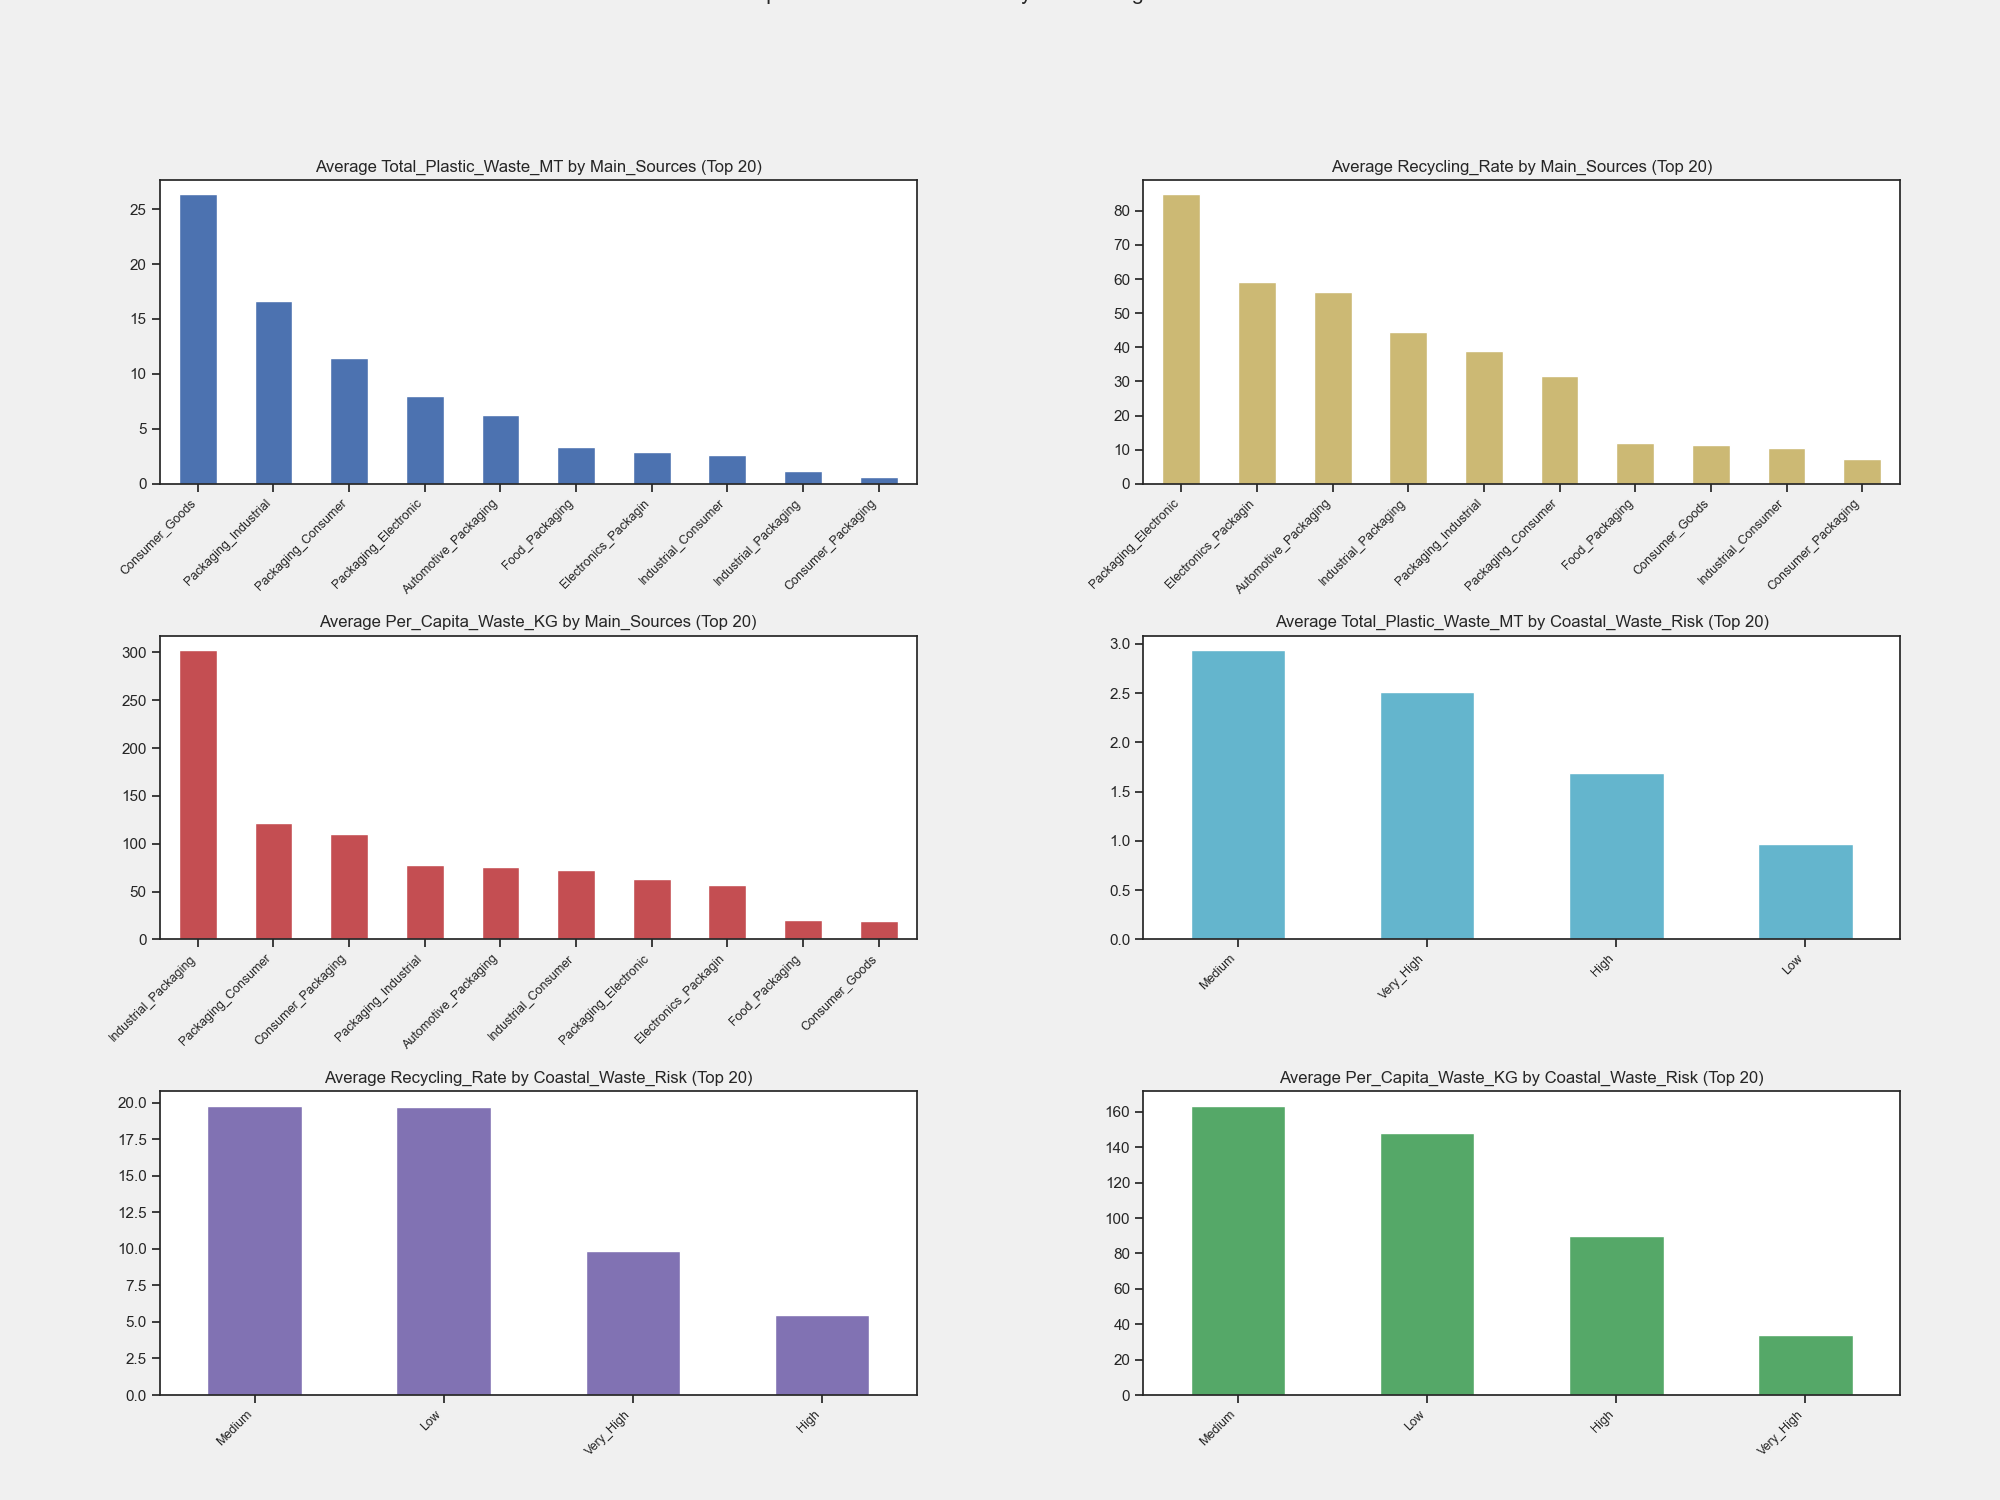 Average Total_Plastic_Waste_MT by Main_Sources (Top 20)
25
20
15
10
5
0
Consumer_Goods
Packaging_Industrial
Packaging_Consumer
Packaging_Electronic
Automotive_Packaging
Food_Packaging
Electronics_Packagin
Industrial_Consumer
Industrial_Packaging
Consumer_Packaging
Average Recycling_Rate by Main_Sources (Top 20)
80
70
60
50
40
30
20
10
0
Packaging_Electronic
Electronics_Packagin
Automotive_Packaging
Industrial_Packaging
Packaging_Industrial
Packaging_Consumer
Food_Packaging
Consumer_Goods
Industrial_Consumer
Consumer_Packaging
Average Per_Capita_Waste_KG by Main_Sources (Top 20)
300
250
200
150
100
50
0
Industrial_Packaging
Packaging_Consumer
Consumer_Packaging
Packaging_Industrial
Automotive_Packaging
Industrial_Consumer
Packaging_Electronic
Electronics_Packagin
Food_Packaging
Consumer_Goods
Average Total_Plastic_Waste_MT by Coastal_Waste_Risk (Top 20)
3.0
2.5
2.0
1.5
1.0
0.5
0.0
Medium
Very_High
High
Low
Average Recycling_Rate by Coastal_Waste_Risk (Top 20)
20.0
17.5
15.0
12.5
10.0
7.5
5.0
2.5
0.0
Medium
Low
Very_High
High
Average Per_Capita_Waste_KG by Coastal_Waste_Risk (Top 20)
160
140
120
100
80
60
40
20
0
Medium
Low
High
Very_High